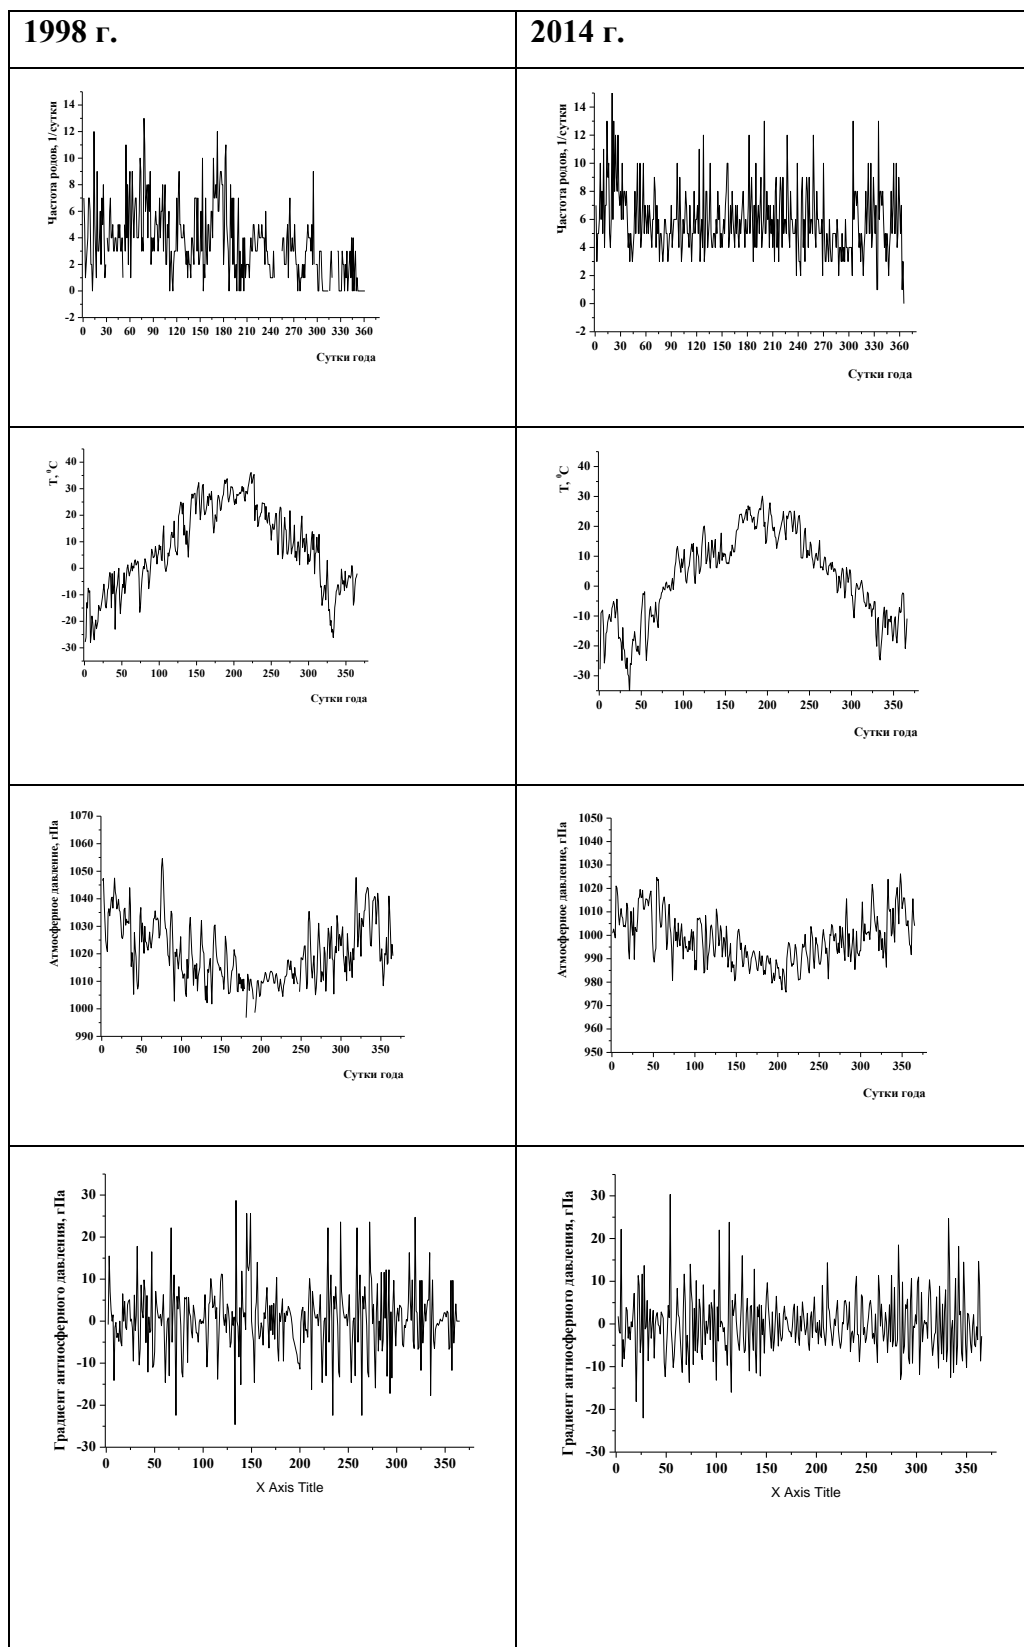 1998 г.
2014 г.
Частота родов, 1/сутки
14
12
10
8
6
4
2
0
-2
0 30 60 90 120 150 180 210 240 270 300 330 360
Сутки года
Частота родов, 1/сутки
14
12
10
8
6
4
2
0
-2
0 30 60 90 120 150 180 210 240 270 300 330 360
Сутки года
T, ⁰C
40
30
20
10
0
-10
-20
-30
0 50 100 150 200 250 300 350
Сутки года
T, ⁰C
40
30
20
10
0
-10
-20
-30
0 50 100 150 200 250 300 350
Сутки года
Атмосферное давление, гПа
1070
1060
1050
1040
1030
1020
1010
1000
990
0 50 100 150 200 250 300 350
Сутки года
Атмосферное давление, гПа
1050
1040
1030
1020
1010
1000
990
980
970
960
950
0 50 100 150 200 250 300 350
Сутки года
Градиент антиосферного давления, гПа
30
20
10
0
-10
-20
-30
0 50 100 150 200 250 300 350
X Axis Title
Градиент антиосферного давления, гПа
30
20
10
0
-10
-20
-30
0 50 100 150 200 250 300 350
X Axis Title